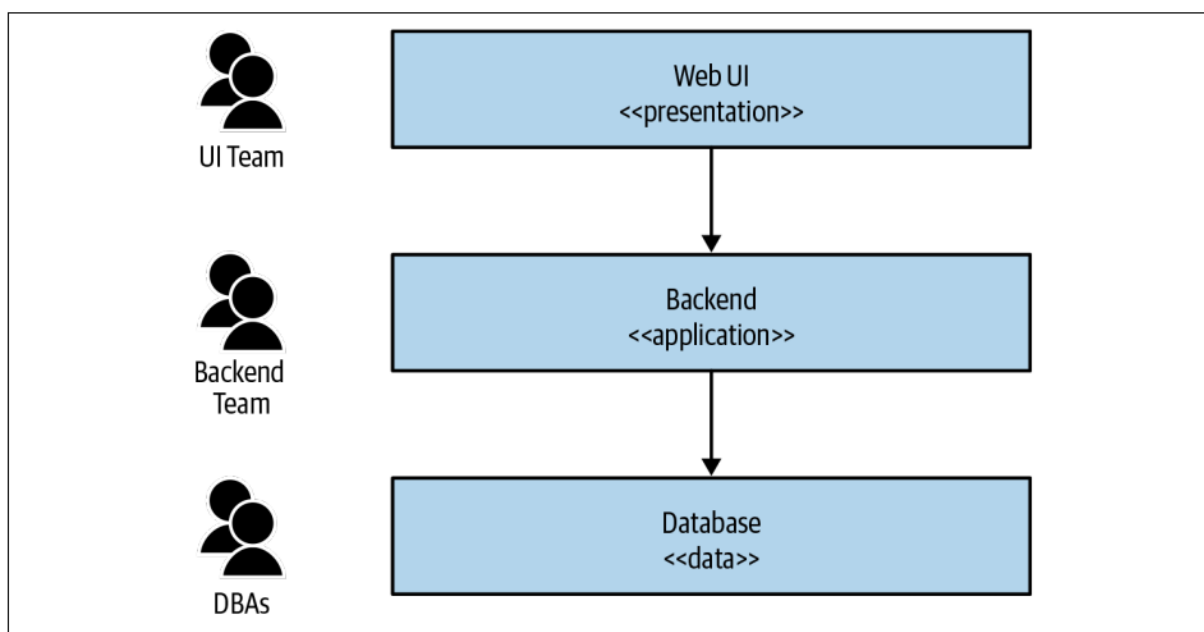 Web UI
<<presentation>>
UI Team
Backend
<<application>>
Backend
Team
Database
<<data>>
DBAs